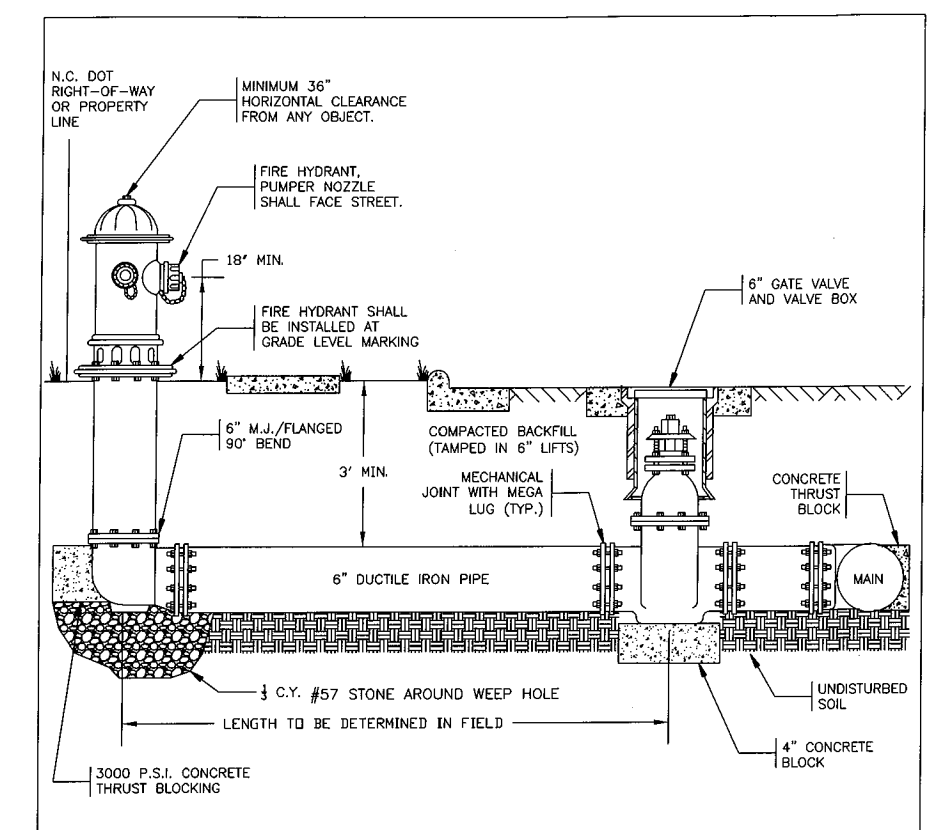 N.C. DOT
RIGHT-OF-WAY
OR PROPERTY
LINE
MINIMUM 36"
HORIZONTAL CLEARANCE
FROM ANY OBJECT.
FIRE HYDRANT,
PUMPER NOZZLE
SHALL FACE STREET.
18' MIN.
FIRE HYDRANT SHALL
BE INSTALLED AT
GRADE LEVEL MARKING
6" GATE VALVE
AND VALVE BOX
6" M.J./FLANGED
90° BEND
3' MIN.
COMPACTED BACKFILL
(TAMPED IN 6" LIFTS)
MECHANICAL
JOINT WITH MEGA
LUG (TYP.)
CONCRETE
THRUST
BLOCK
6" DUCTILE IRON PIPE
MAIN
⅓ C.Y. #57 STONE AROUND WEEP HOLE
LENGTH TO BE DETERMINED IN FIELD
UNDISTURBED
SOIL
4" CONCRETE
BLOCK
3000 P.S.I. CONCRETE
THRUST BLOCKING